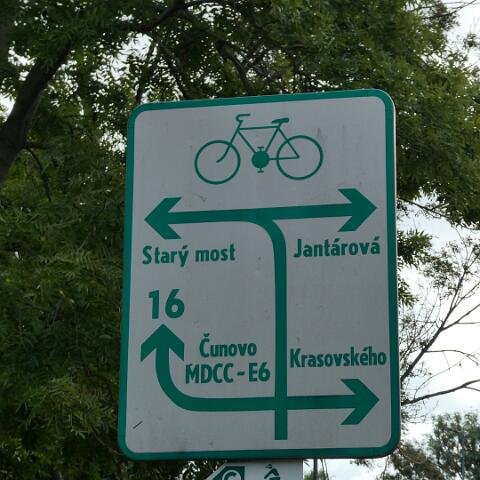 Starý most
Jantárová
16
Čunovo
MDCC - E6
Krasovského